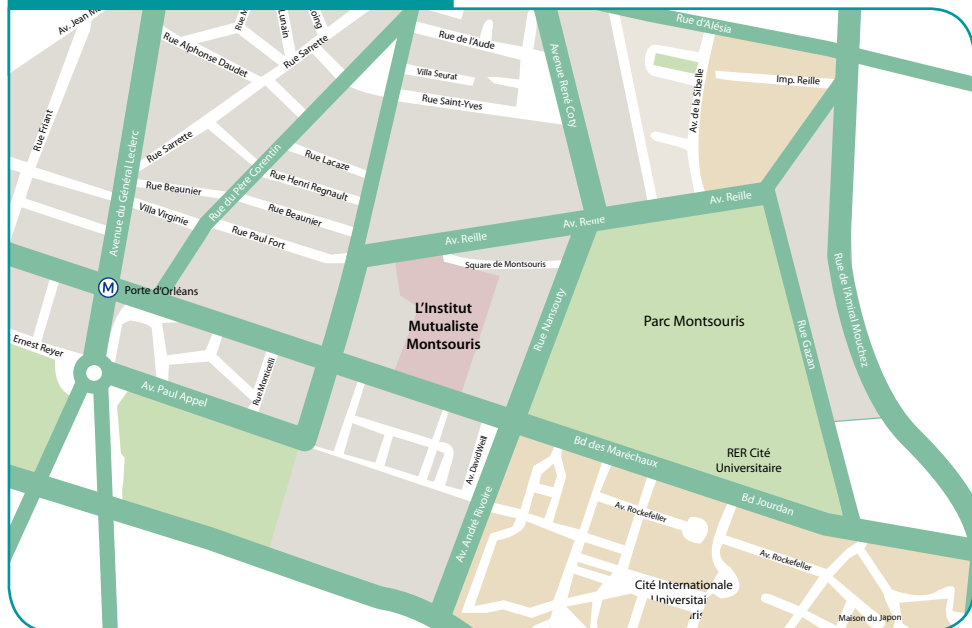 Av. Jean
Rue d'Alésia
Rue de l'Aude
Rue Alphonse Daudet
Lunain
Rue Sarrette
Villa Seurat
Rue Saint-Yves
Avenue René Coty
Imp. Reille
Av. de la Sibelle
Rue Friant
Avenue du Général Leclerc
Rue Sarrette
Rue du Père Corentin
Rue Lacaze
Rue Henri Regnault
Rue Beaunier
Rue Beaunier
Villa Virginie
Rue Paul Fort
Av. Reille
Av. Reille
Av. Reille
Square de Montsouris
M
Porte d'Orléans
L'Institut
Mutualiste
Montsouris
Rue Nansouty
Parc Montsouris
Rue Gazan
Rue de l'Amiral Mouchez
Ernest Reyer
Rue Monticelli
Av. Paul Appel
Av. David Weill
Bd des Maréchaux
RER Cité
Universitaire
Bd Jourdan
Av. André Rivoire
Av. Rockefeller
Av. Rockefeller
Cité Internationale
Maison du Japon